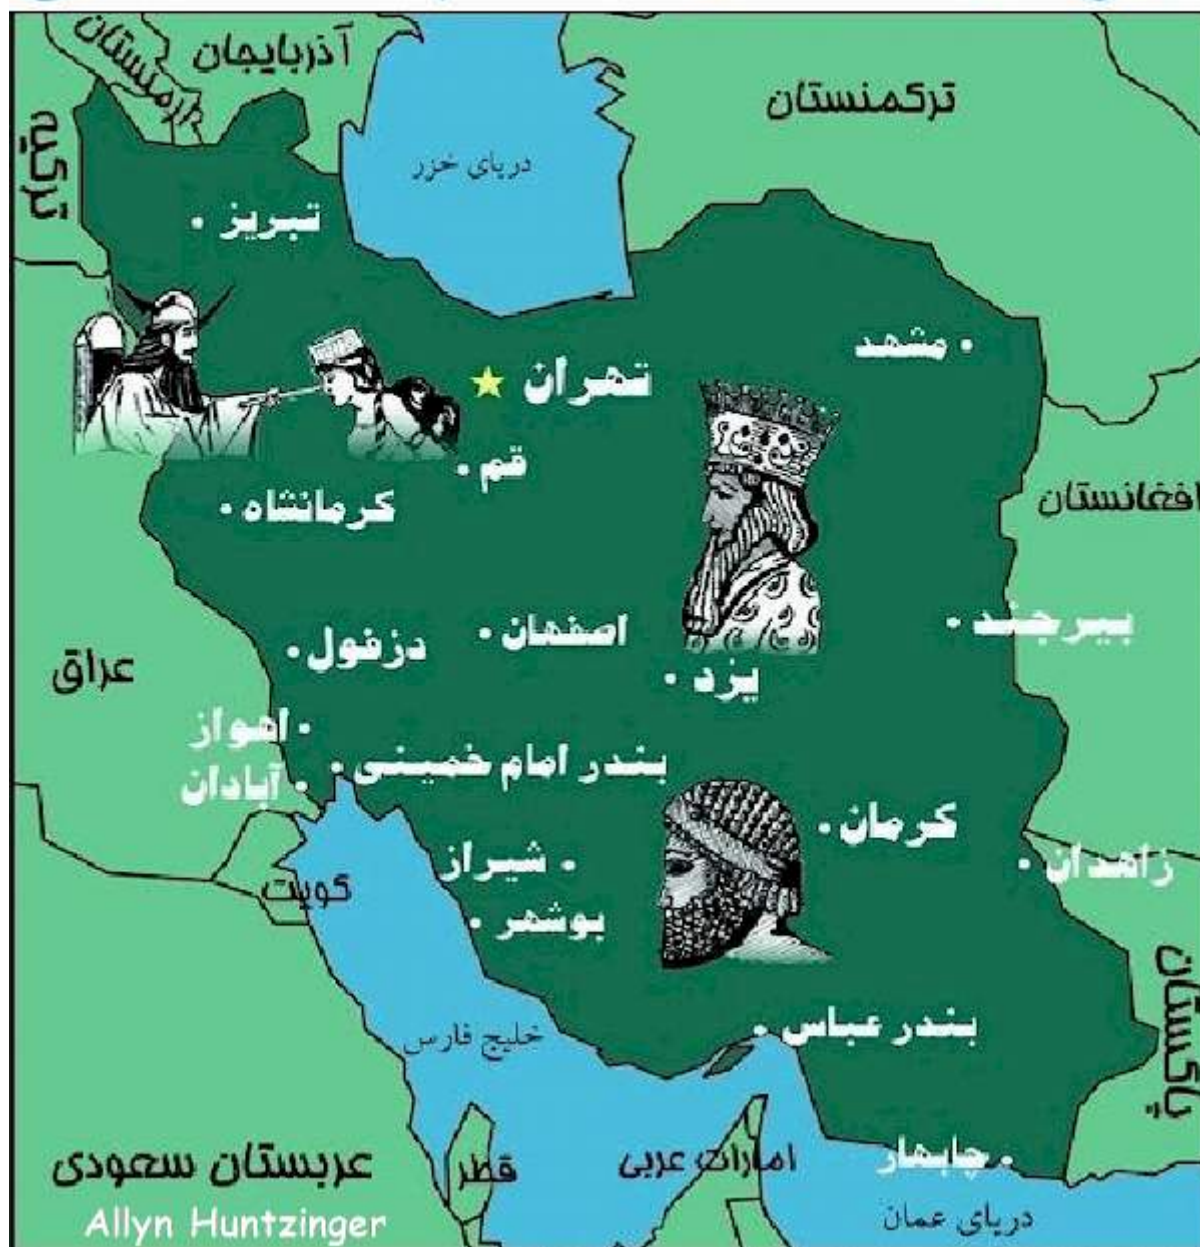 آذربایجان
ارمنستان
ترکمنستان
ترکیه
دریای خزر
تبریز
مشهد
تهران
قم
کرمانشاه
افغانستان
بیرجند
اصفهان
دزفول
عراق
یزد
اهواز
بندر امام خمینی
آبادان
کرمان
شیراز
زاهدان
کویت
بوشهر
پاکستان
بندر عباس
خلیج فارس
چابهار
امارات عربی
قطر
عربستان سعودی
دریای عمان
Allyn Huntzinger